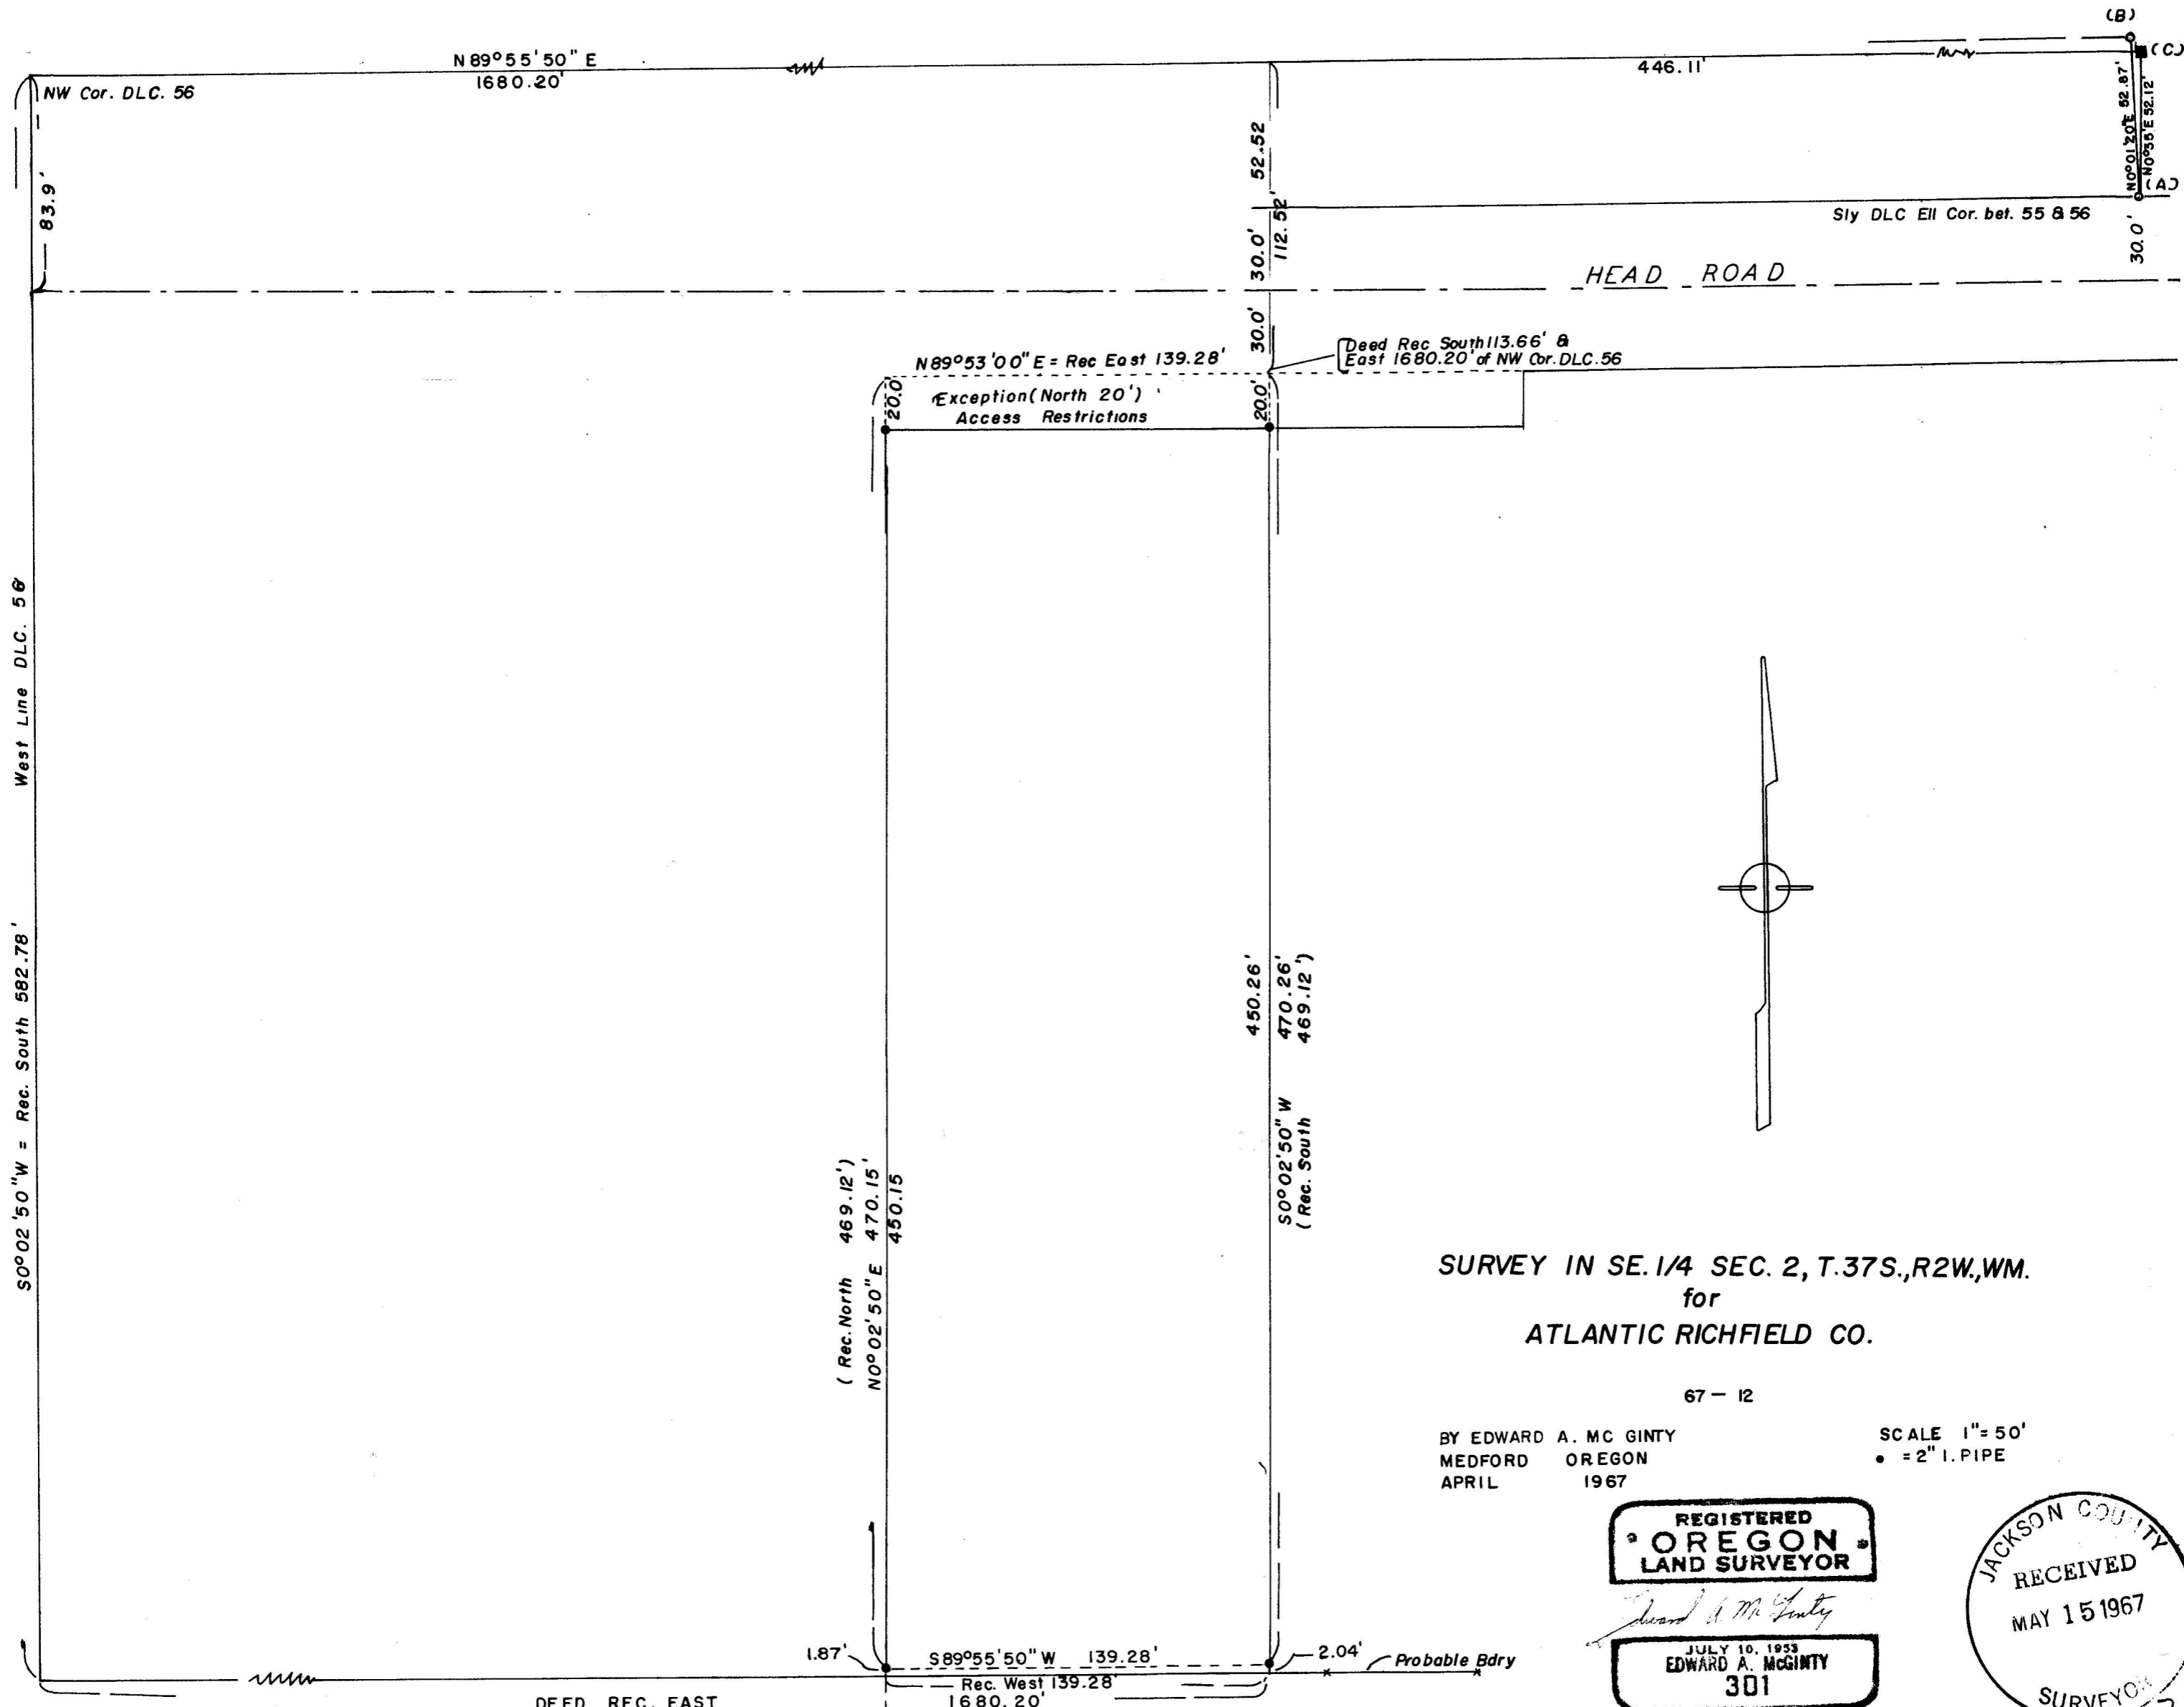 (B)
N 89°55'50" E
1680.20'
446.11'
(C)
NW Cor. DLC. 56
N0°01'20"E 52.87'
N0°55'E 52.12'
(A)
83.9'
52.52
112.52'
Sly DLC Ell Cor. bet. 55 & 56
30.0'
30.0'
HEAD ROAD
30.0'
Deed Rec South 113.66' &
East 1680.20' of NW Cor. DLC. 56
N89°53'00" E = Rec East 139.28'
20.0
Exception (North 20')
Access Restrictions
20.0'
West Line DLC. 56
S0°02'50"W = Rec. South 582.78'
450.26'
S0°02'50"W 470.26'
(Rec. South 469.12')
(Rec. North 469.12')
N0°02'50"E 470.15'
450.15
SURVEY IN SE. 1/4 SEC. 2, T.37S.,R2W.,WM.
for
ATLANTIC RICHFIELD CO.
67 — 12
BY EDWARD A. MC GINTY
MEDFORD OREGON
APRIL 1967
SCALE 1"= 50'
• = 2" I. PIPE
REGISTERED
OREGON
LAND SURVEYOR
Edward A. McGinty
JULY 10, 1953
EDWARD A. McGINTY
301
JACKSON COUNTY
RECEIVED
MAY 15 1967
SURVEYOR
1.87'
S89°55'50"W 139.28'
2.04'
Probable Bdry
Rec. West 139.28'
DEED REC. EAST
1680.20'